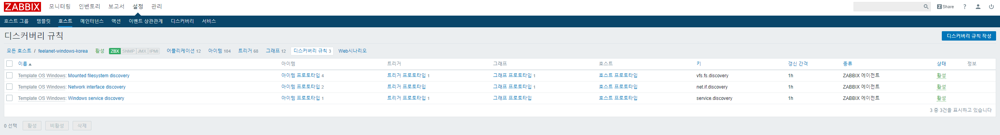 ZABBIX 모니터링 인벤토리 보고서 설정 관리 Z Share ?
호스트 그룹 템플릿 호스트 메인터넌스 액션 이벤트 상관관계 디스커버리 서비스
디스커버리 규칙 디스커버리 규칙 작성
모든 호스트 / feelanet-windows-korea 활성 ZBX SNMP JMX IPMI 어플리케이션 12 아이템 104 트리거 68 그래프 12 디스커버리 규칙 3 Web시나리오
이름 아이템 트리거 그래프 호스트 키 갱신 간격 종류 상태 정보
Template OS Windows: Mounted filesystem discovery 아이템 프로토타입 4 트리거 프로토타입 1 그래프 프로토타입 1 호스트 프로토타입 vfs.fs.discovery 1h ZABBIX 에이전트 활성
Template OS Windows: Network interface discovery 아이템 프로토타입 2 트리거 프로토타입 그래프 프로토타입 1 호스트 프로토타입 net.if.discovery 1h ZABBIX 에이전트 활성
Template OS Windows: Windows service discovery 아이템 프로토타입 1 트리거 프로토타입 1 그래프 프로토타입 호스트 프로토타입 service.discovery 1h ZABBIX 에이전트 활성
3 중 3건을 표시하고 있습니다
0 선택 활성 비활성 삭제